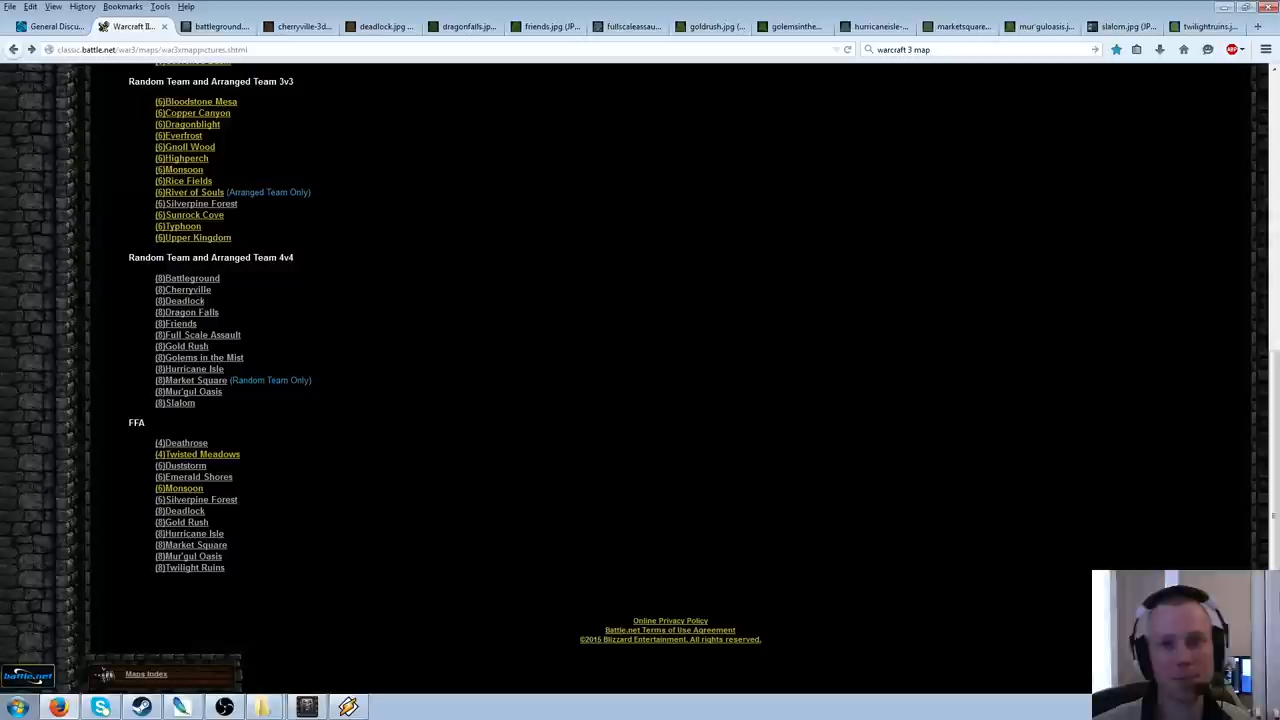 File Edit View History Bookmarks Tools Help
General Discu... Warcraft II... battleground.... cherryville-3d... deadlock.jpg ... dragonfalls.jp... friends.jpg (JP... fullscaleassau... goldrush.jpg (... golemsinthe... hurricaneisle-... marketsquare... mur'guloasis.j... slalom.jpg (JP... twilightruins.j...
classic.battle.net/war3/maps/war3xmappictures.shtml warcraft 3 map
Random Team and Arranged Team 3v3
(6)Bloodstone Mesa
(6)Copper Canyon
(6)Dragonblight
(6)Everfrost
(6)Gnoll Wood
(6)Highperch
(6)Monsoon
(6)Rice Fields
(6)River of Souls (Arranged Team Only)
(6)Silverpine Forest
(6)Sunrock Cove
(6)Typhoon
(6)Upper Kingdom
Random Team and Arranged Team 4v4
(8)Battleground
(8)Cherryville
(8)Deadlock
(8)Dragon Falls
(8)Friends
(8)Full Scale Assault
(8)Gold Rush
(8)Golems in the Mist
(8)Hurricane Isle
(8)Market Square (Random Team Only)
(8)Mur'gul Oasis
(8)Slalom
FFA
(4)Deathrose
(4)Twisted Meadows
(6)Duststorm
(6)Emerald Shores
(6)Monsoon
(6)Silverpine Forest
(8)Deadlock
(8)Gold Rush
(8)Hurricane Isle
(8)Market Square
(8)Mur'gul Oasis
(8)Twilight Ruins
Online Privacy Policy
Battle.net Terms of Use Agreement
©2015 Blizzard Entertainment. All rights reserved.
battle.net Maps Index